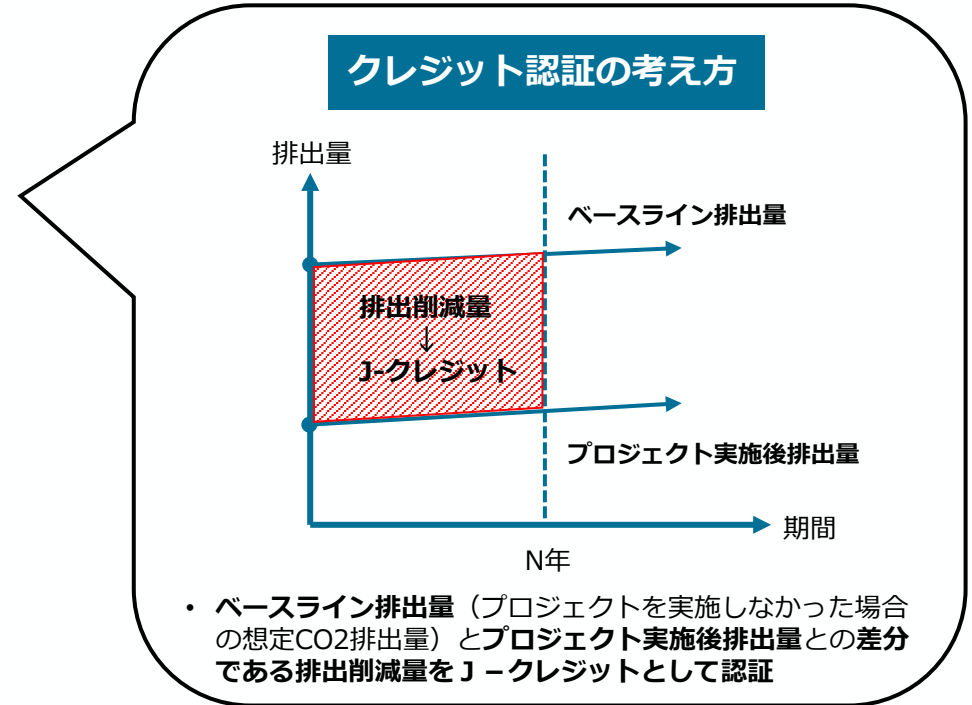 クレジット認証の考え方
排出量
ベースライン排出量
排出削減量
↓
J-クレジット
プロジェクト実施後排出量
期間
N年
• ベースライン排出量（プロジェクトを実施しなかった場合
の想定CO2排出量）とプロジェクト実施後排出量との差分
である排出削減量をＪ－クレジットとして認証